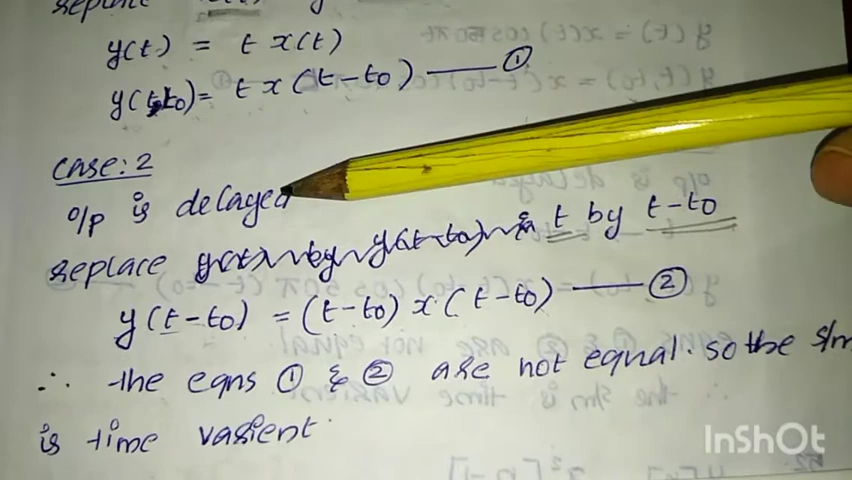 replace
y(t) = t x(t)
y(t,t0) = t x(t-t0) —— ①
case: 2
o/p is delayed
replace t by t-t0
y(t-t0) = (t-t0) x(t-t0) —— ②
∴ the eqns ① & ② are not equal. so the s/m
is time varient.
InShOt